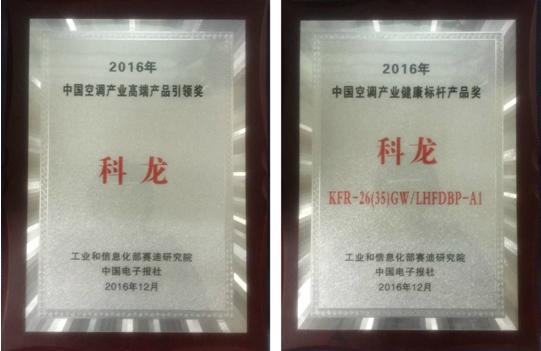 2016年
中国空调产业高端产品引领奖
科龙
工业和信息化部赛迪研究院
中国电子报社
2016年12月
2016年
中国空调产业健康标杆产品奖
科龙
KFR-26(35)GW/LHFDBP-A1
工业和信息化部赛迪研究院
中国电子报社
2016年12月